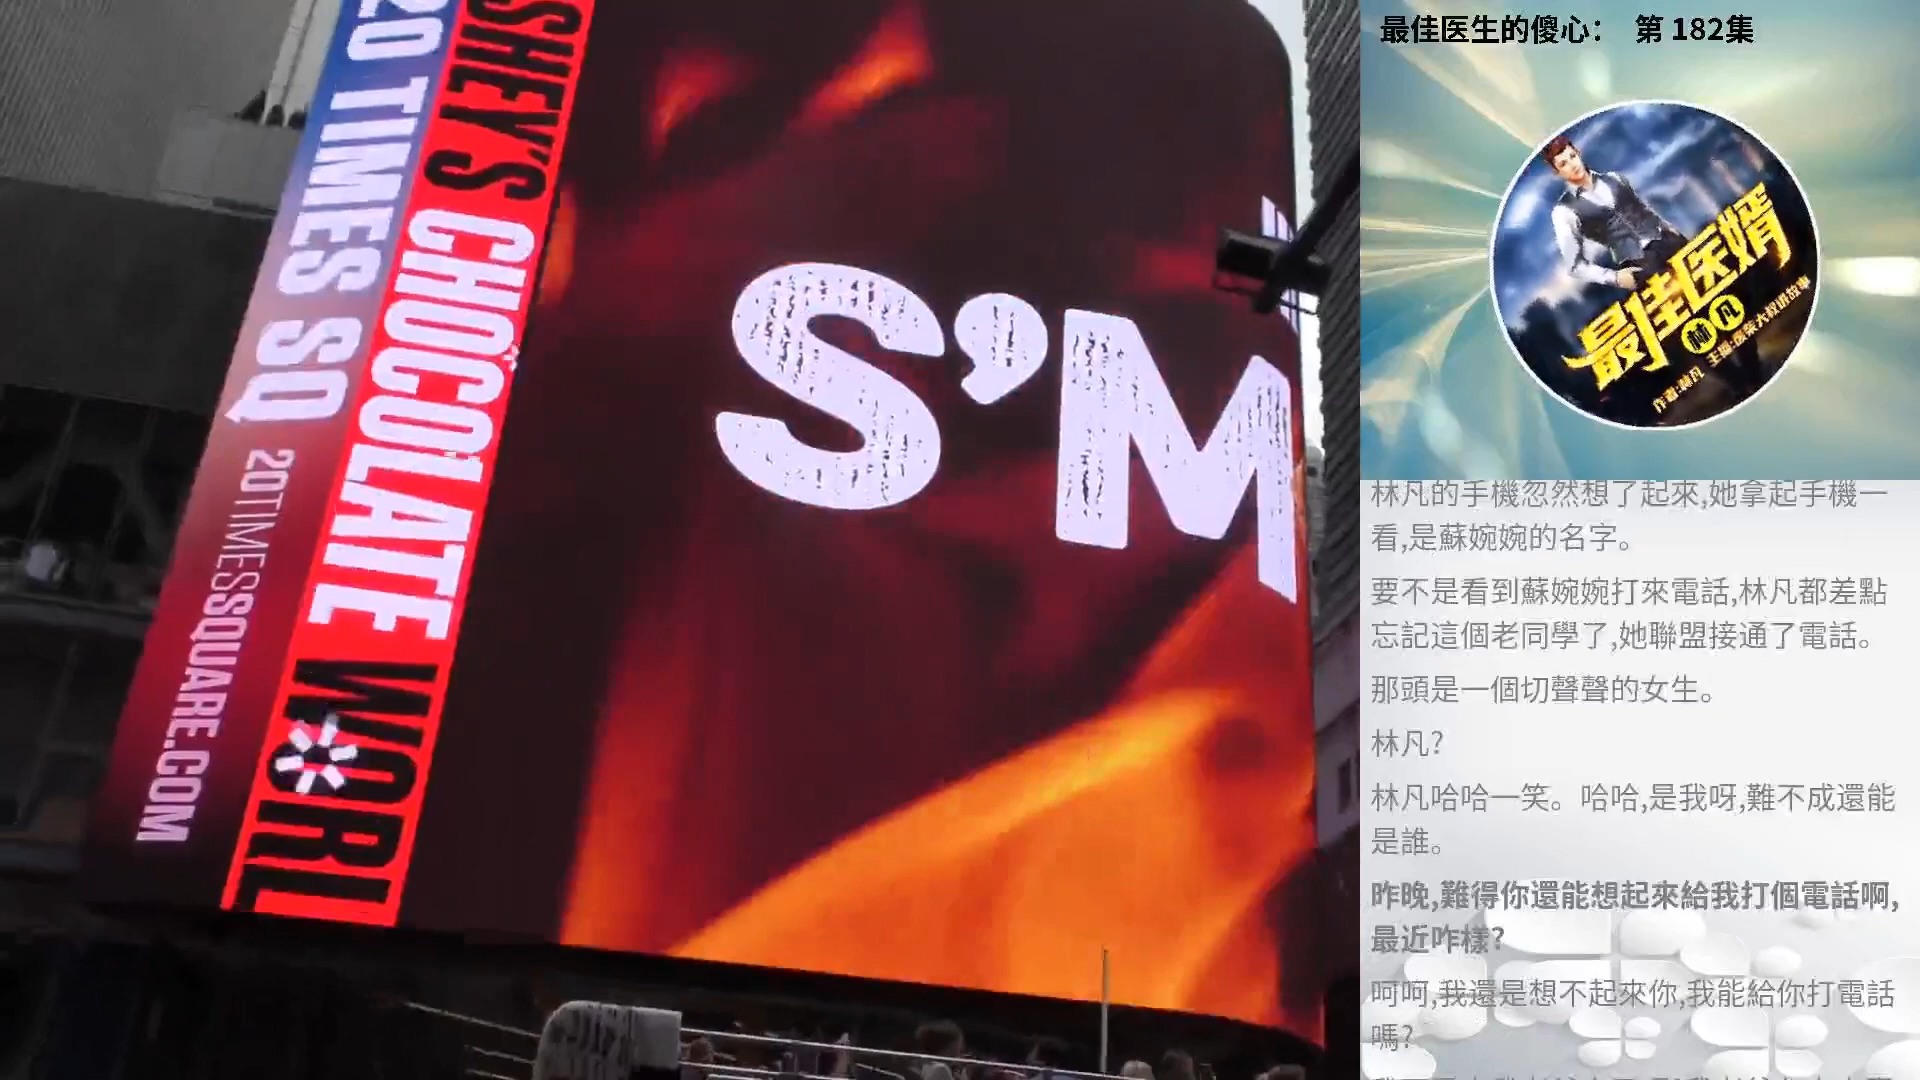 20 TIMES SQ 20TIMESSQUARE.COM
SHEY'S CHOCOLATE WORL
S'M
最佳医生的傻心： 第 182集
最佳医婿
林凡
林凡的手機忽然想了起來,她拿起手機一
看,是蘇婉婉的名字。
要不是看到蘇婉婉打來電話,林凡都差點
忘記這個老同學了,她聯盟接通了電話。
那頭是一個切聲聲的女生。
林凡?
林凡哈哈一笑。哈哈,是我呀,難不成還能
是誰。
昨晚,難得你還能想起來給我打個電話啊,
最近咋樣?
呵呵,我還是想不起來你,我能給你打電話
嗎?